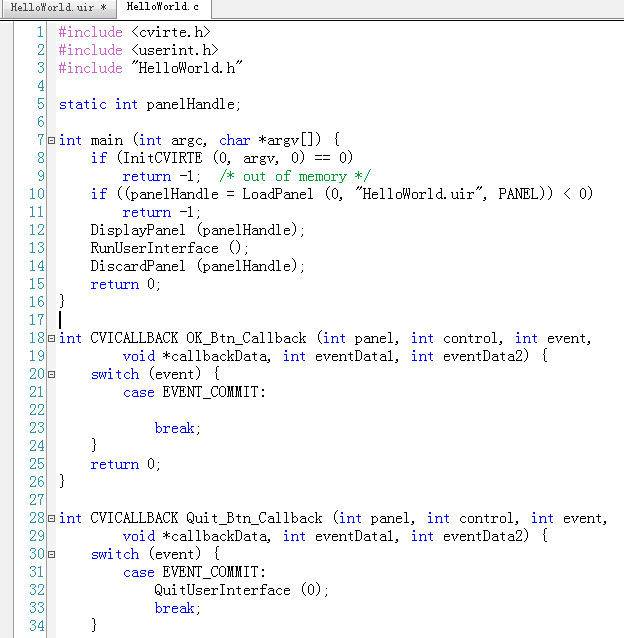 HelloWorld.uir *
HelloWorld.c
1 #include <cvirte.h>
2 #include <userint.h>
3 #include "HelloWorld.h"
4
5 static int panelHandle;
6
7 int main (int argc, char *argv[]) {
8     if (InitCVIRTE (0, argv, 0) == 0)
9         return -1;  /* out of memory */
10     if ((panelHandle = LoadPanel (0, "HelloWorld.uir", PANEL)) < 0)
11         return -1;
12     DisplayPanel (panelHandle);
13     RunUserInterface ();
14     DiscardPanel (panelHandle);
15     return 0;
16 }
17
18 int CVICALLBACK OK_Btn_Callback (int panel, int control, int event,
19         void *callbackData, int eventData1, int eventData2) {
20     switch (event) {
21         case EVENT_COMMIT:
22
23             break;
24     }
25     return 0;
26 }
27
28 int CVICALLBACK Quit_Btn_Callback (int panel, int control, int event,
29         void *callbackData, int eventData1, int eventData2) {
30     switch (event) {
31         case EVENT_COMMIT:
32             QuitUserInterface (0);
33             break;
34     }